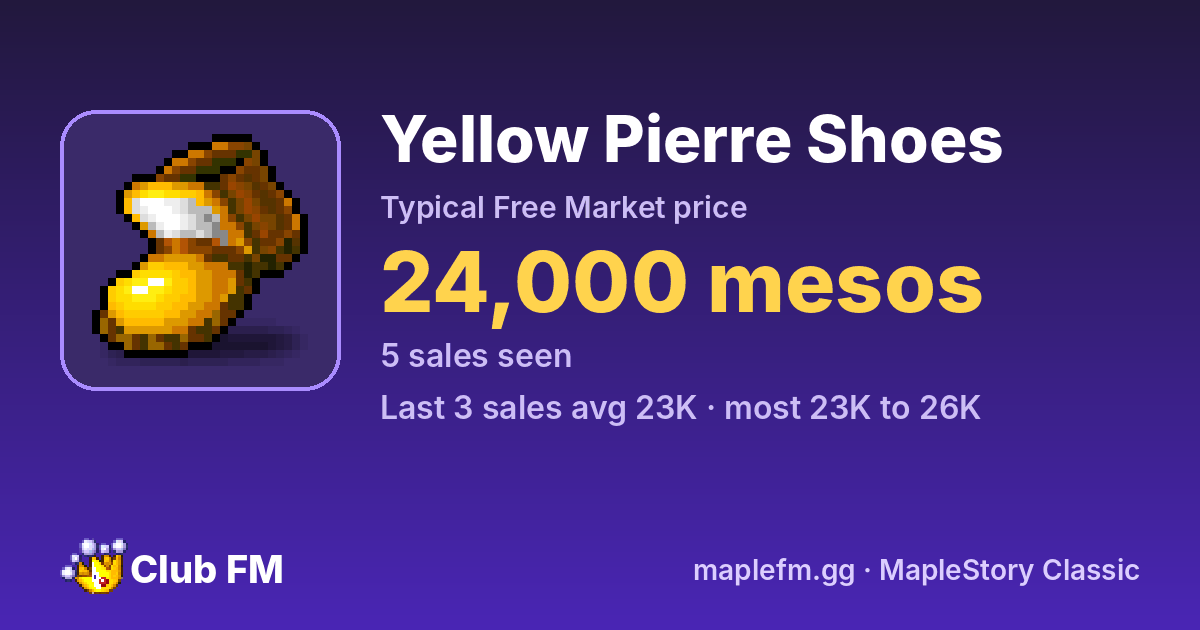 Yellow Pierre Shoes
Typical Free Market price
24,000 mesos
5 sales seen
Last 3 sales avg 23K · most 23K to 26K
Club FM
maplefm.gg · MapleStory Classic